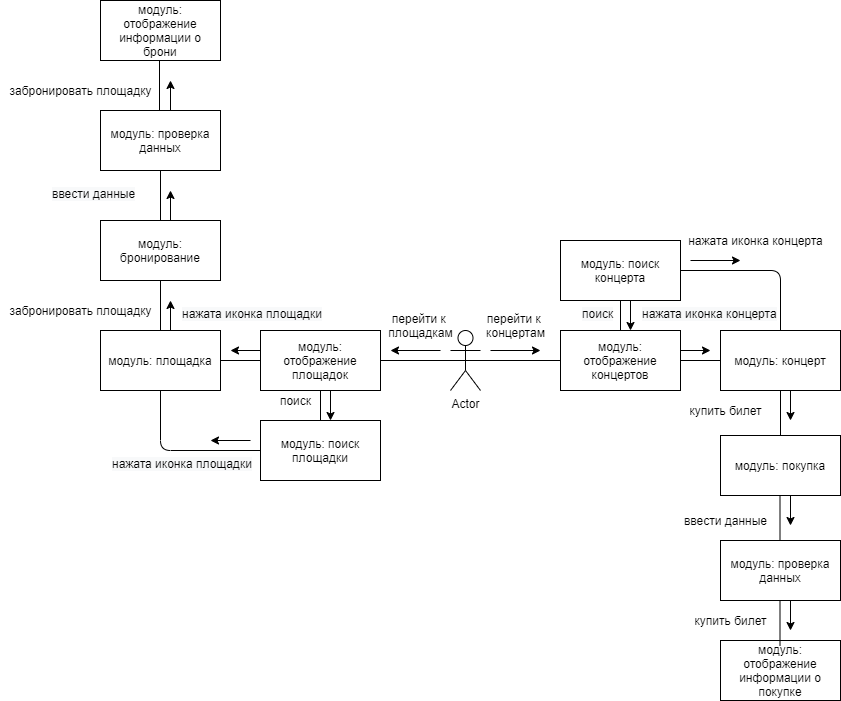 модуль:
отображение
информации о
брони
забронировать площадку
модуль: проверка
данных
ввести данные
модуль:
бронирование
забронировать площадку
нажата иконка площадки
модуль: площадка
модуль:
отображение
площадок
поиск
модуль: поиск
площадки
нажата иконка площадки
перейти к
площадкам
перейти к
концертам
Actor
модуль: поиск
концерта
нажата иконка концерта
поиск
нажата иконка концерта
модуль:
отображение
концертов
модуль: концерт
купить билет
модуль: покупка
ввести данные
модуль: проверка
данных
купить билет
модуль:
отображение
информации о
покупке